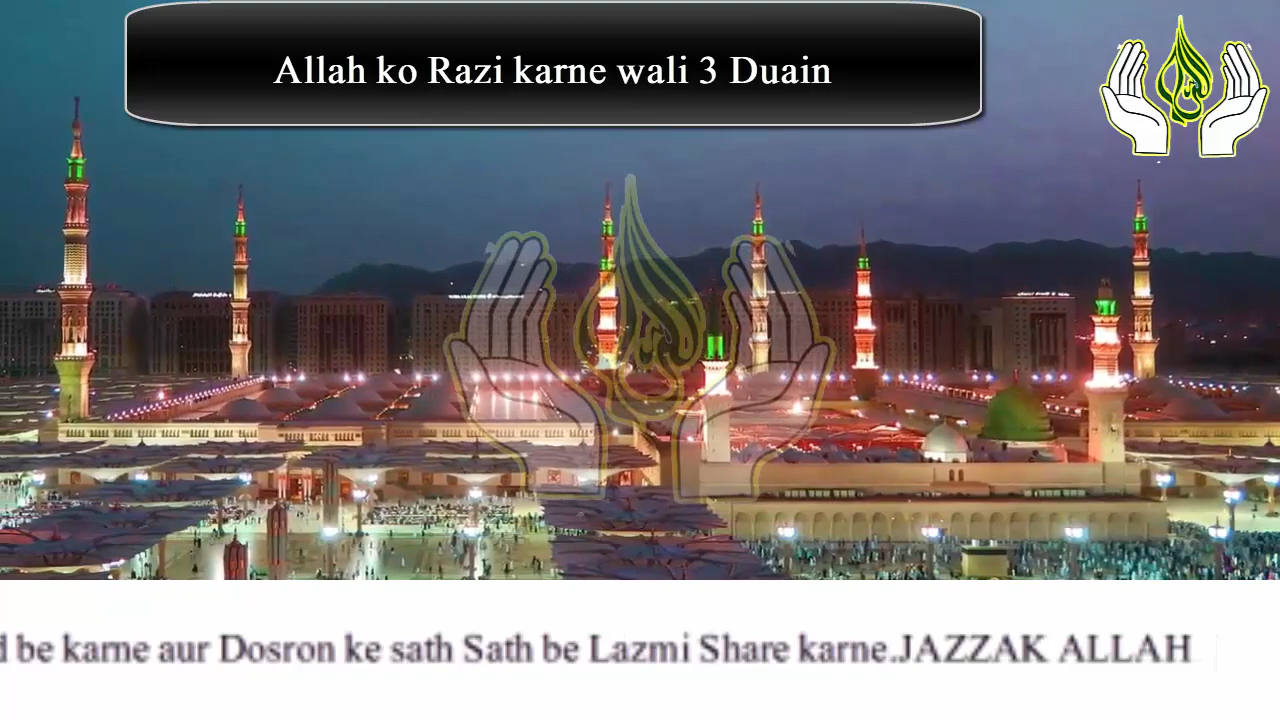 Allah ko Razi karne wali 3 Duain
be karne aur Dosron ke sath Sath be Lazmi Share karne.JAZZAK ALLAH